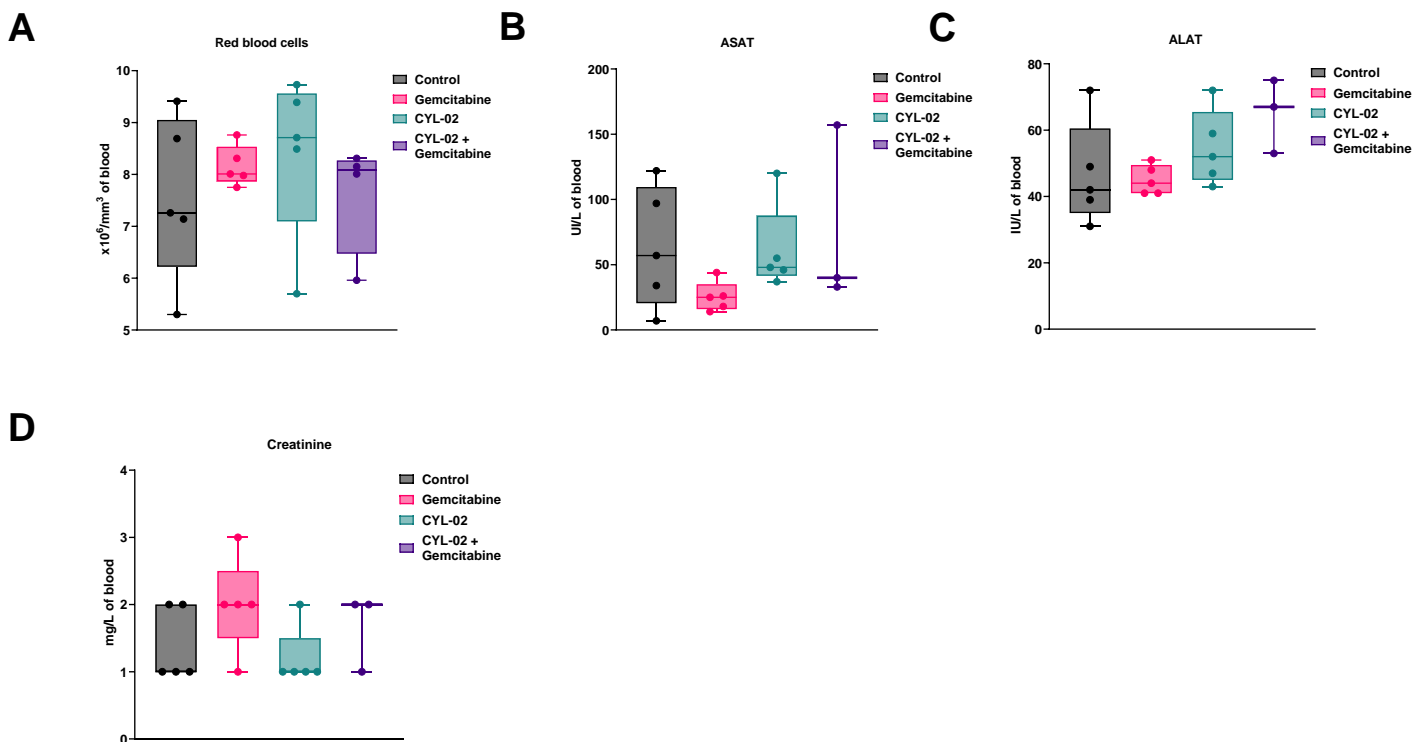 A
Red blood cells
x10⁶/mm³ of blood
10
9
8
7
6
5
Control
Gemcitabine
CYL-02
CYL-02 +
Gemcitabine
B
ASAT
UI/L of blood
200
150
100
50
0
Control
Gemcitabine
CYL-02
CYL-02 +
Gemcitabine
C
ALAT
IU/L of blood
80
60
40
20
0
Control
Gemcitabine
CYL-02
CYL-02 +
Gemcitabine
D
Creatinine
mg/L of blood
4
3
2
1
0
Control
Gemcitabine
CYL-02
CYL-02 +
Gemcitabine